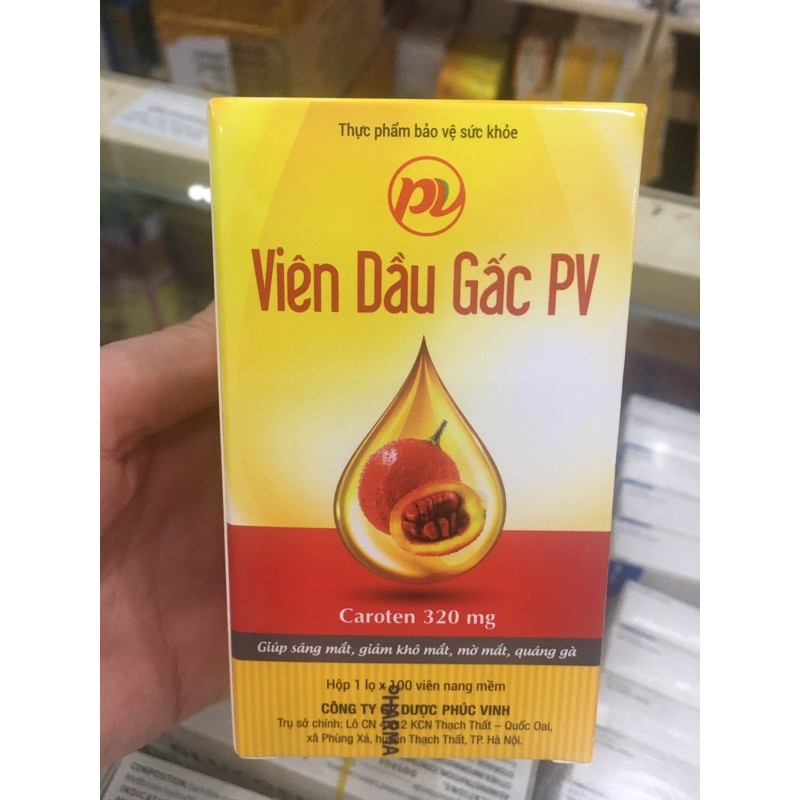 Thực phẩm bảo vệ sức khỏe
PV
Viên Dầu Gấc PV
Caroten 320 mg
Giúp sáng mắt, giảm khô mắt, mờ mắt, quáng gà
Hộp 1 lọ x 100 viên nang mềm
CÔNG TY DƯỢC PHÚC VINH
Trụ sở chính: Lô CN KCN Thạch Thất – Quốc Oai,
xã Phùng Xá, huyện Thạch Thất, TP. Hà Nội.
PHARMA
COMPOSITION: